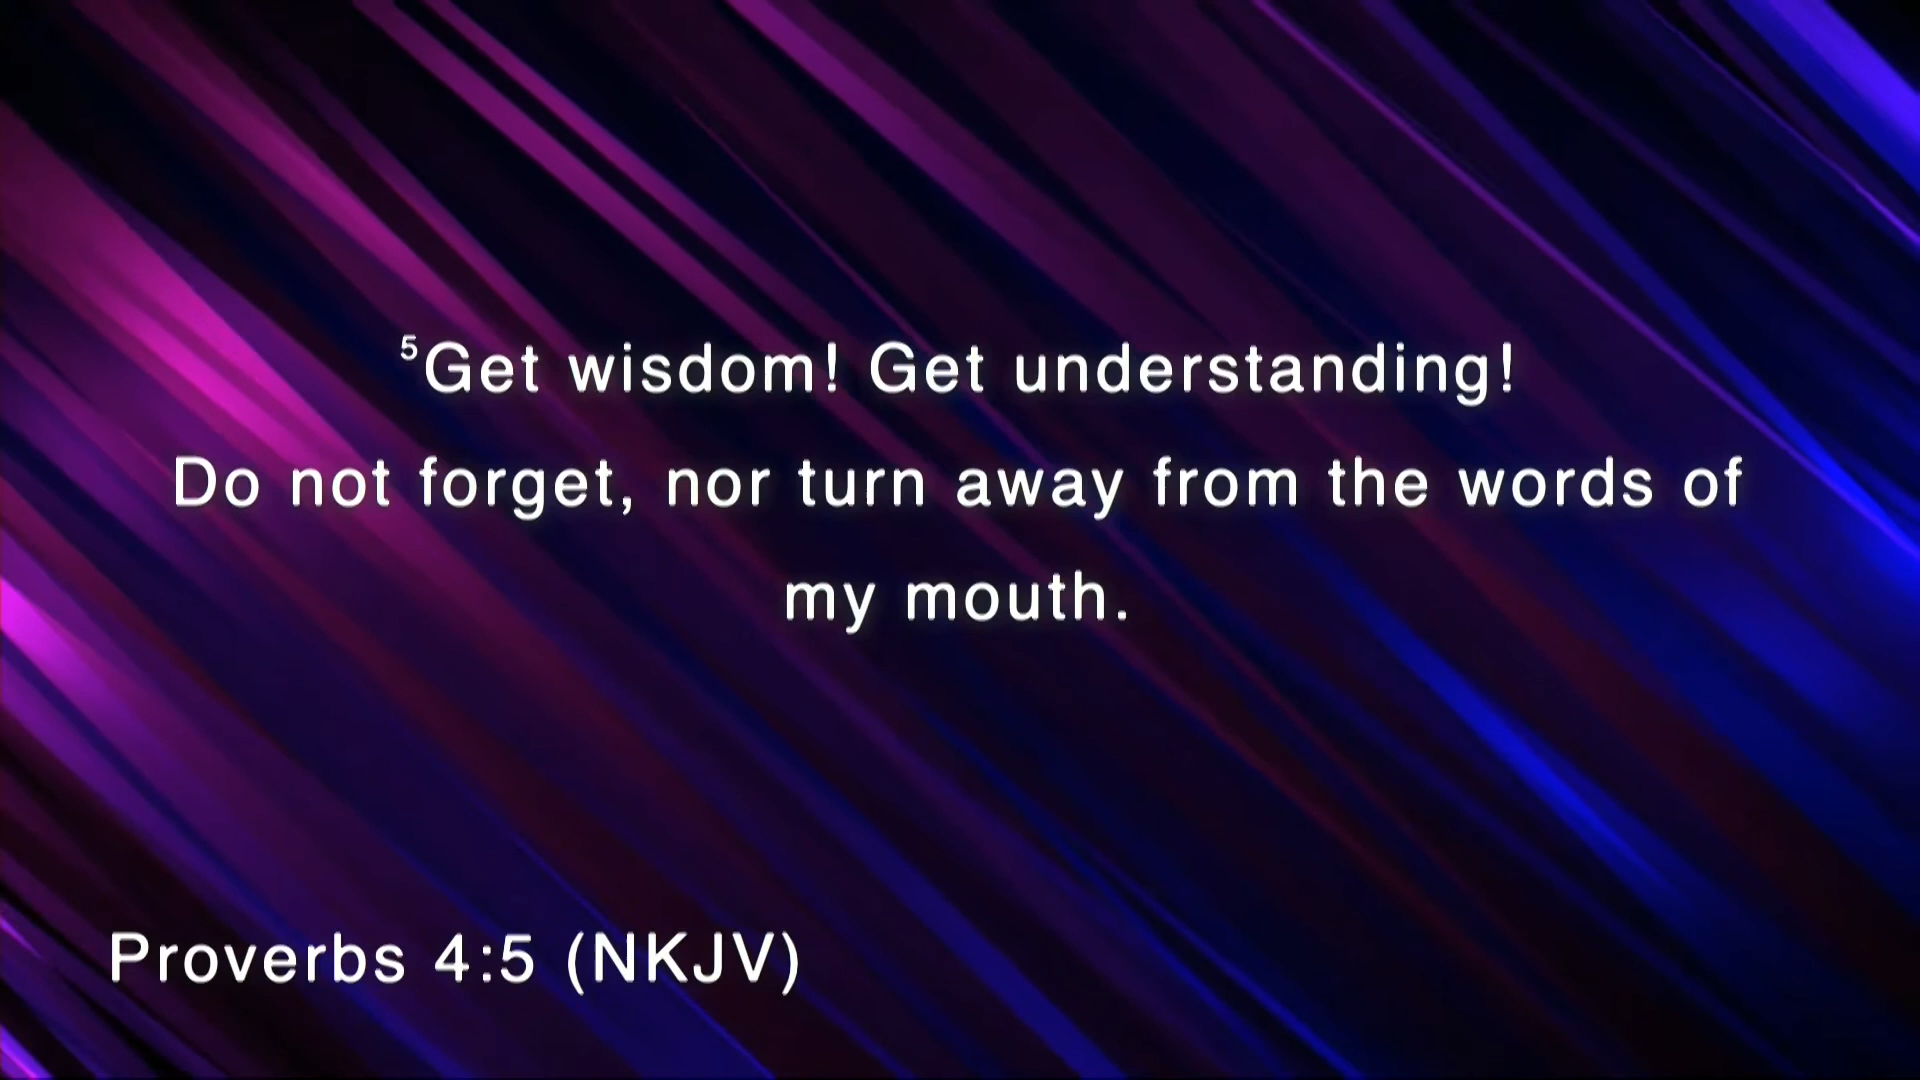 ⁵Get wisdom! Get understanding!
Do not forget, nor turn away from the words of
my mouth.
Proverbs 4:5 (NKJV)